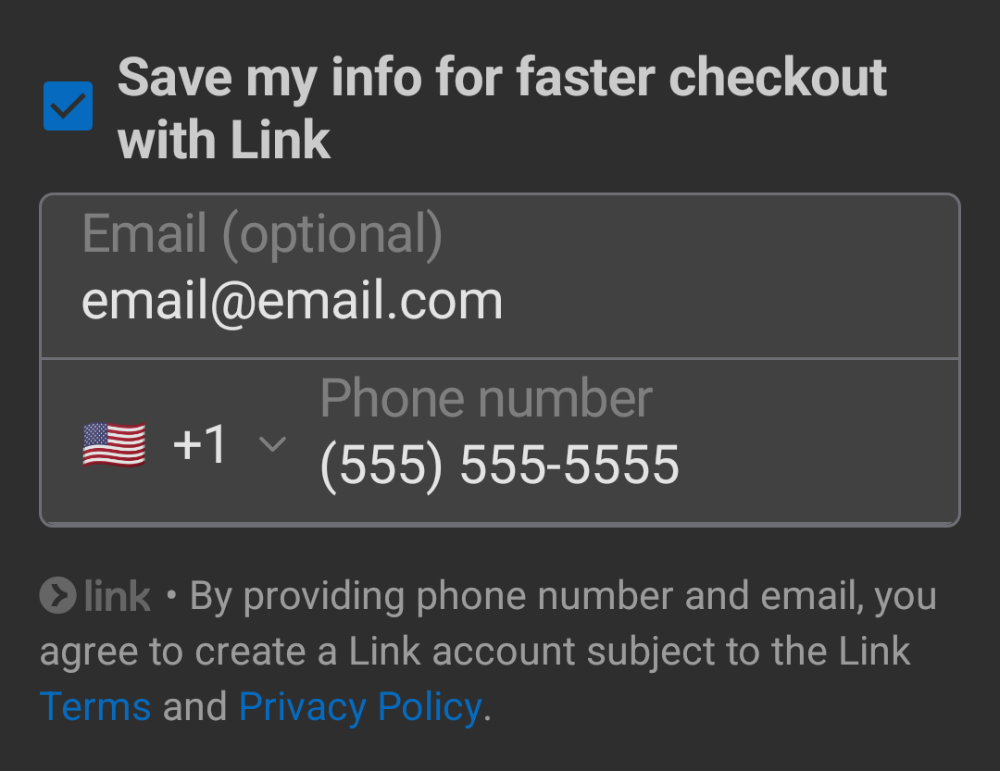 Save my info for faster checkout
with Link
Email (optional)
email@email.com
Phone number
+1 (555) 555-5555
link • By providing phone number and email, you
agree to create a Link account subject to the Link
Terms and Privacy Policy.